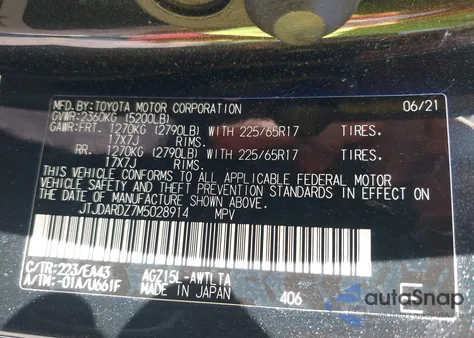 MFD.BY:TOYOTA MOTOR CORPORATION 06/21
GVWR:2360KG (5200LB)
GAWR:FRT. 1270KG (2790LB) WITH 225/65R17 TIRES.
17X7J RIMS.
RR. 1270KG (2790LB) WITH 225/65R17 TIRES.
17X7J RIMS.
THIS VEHICLE CONFORMS TO ALL APPLICABLE FEDERAL MOTOR
VEHICLE SAFETY AND THEFT PREVENTION STANDARDS IN EFFECT ON
THE DATE OF MANUFACTURE SHOWN ABOVE.
JTJDARDZ7M5028914 MPV
C/TR:223/EA43 AGZ15L-AWTLTA
A/TM:-01A/U661F MADE IN JAPAN 406
autoSnap